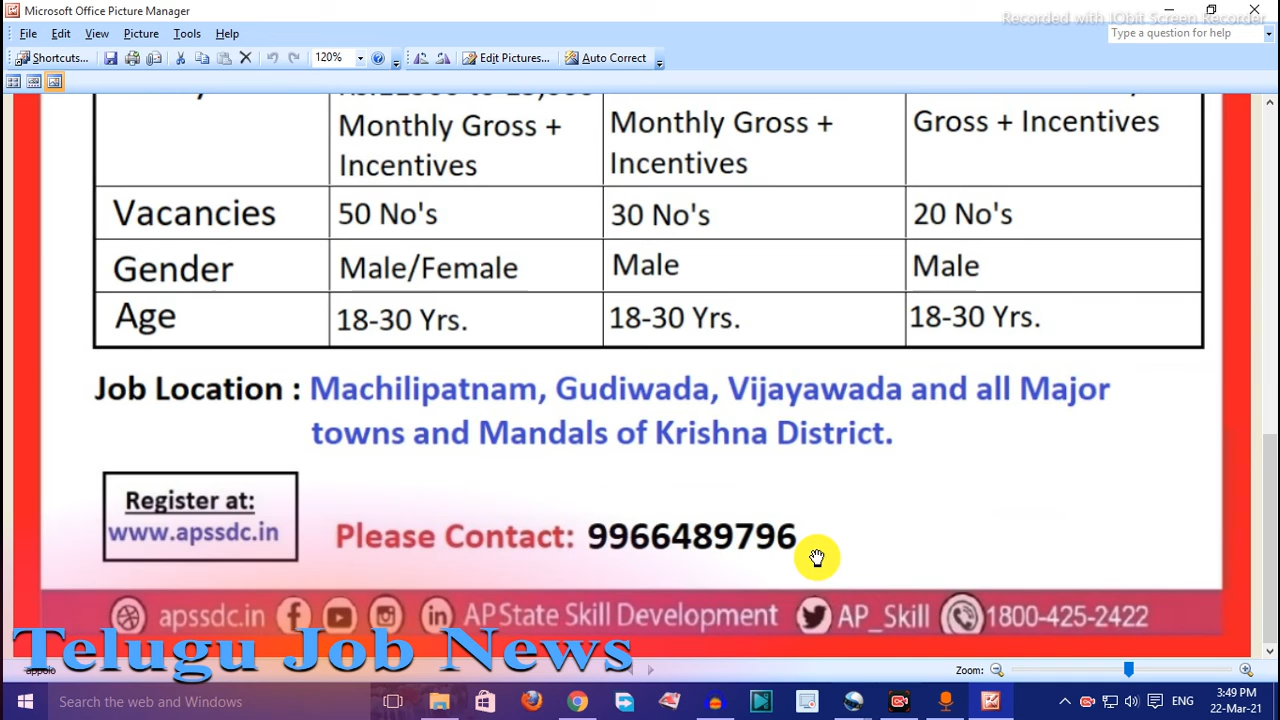 Microsoft Office Picture Manager
Recorded with IObit Screen Recorder
File Edit View Picture Tools Help
Type a question for help
Shortcuts... 120% Edit Pictures... Auto Correct
Monthly Gross + Incentives
Monthly Gross + Incentives
Gross + Incentives
Vacancies 50 No's 30 No's 20 No's
Gender Male/Female Male Male
Age 18-30 Yrs. 18-30 Yrs. 18-30 Yrs.
Job Location : Machilipatnam, Gudiwada, Vijayawada and all Major
towns and Mandals of Krishna District.
Register at:
www.apssdc.in
Please Contact: 9966489796
apssdc.in AP State Skill Development AP_Skill 1800-425-2422
Telugu Job News
Zoom:
Search the web and Windows
ENG
3:49 PM
22-Mar-21